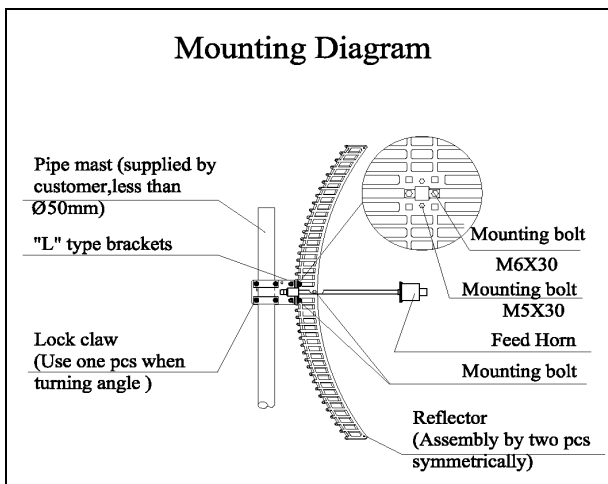 Mounting Diagram
Pipe mast (supplied by
customer,less than
Ø50mm)
"L" type brackets
Lock claw
(Use one pcs when
turning angle )
Mounting bolt
M6X30
Mounting bolt
M5X30
Feed Horn
Mounting bolt
Reflector
(Assembly by two pcs
symmetrically)